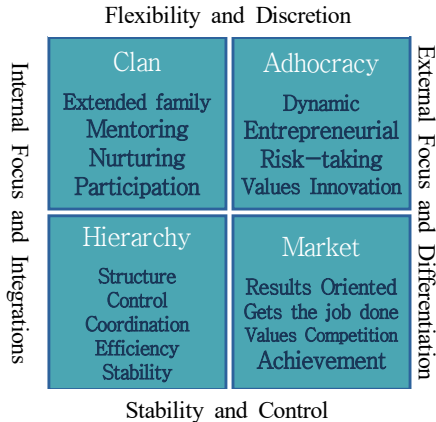 Flexibility and Discretion
Internal Focus and Integrations
Clan
Extended family
Mentoring
Nurturing
Participation
Adhocracy
Dynamic
Entrepreneurial
Risk-taking
Values Innovation
External Focus and Differentiation
Hierarchy
Structure
Control
Coordination
Efficiency
Stability
Market
Results Oriented
Gets the job done
Values Competition
Achievement
Stability and Control